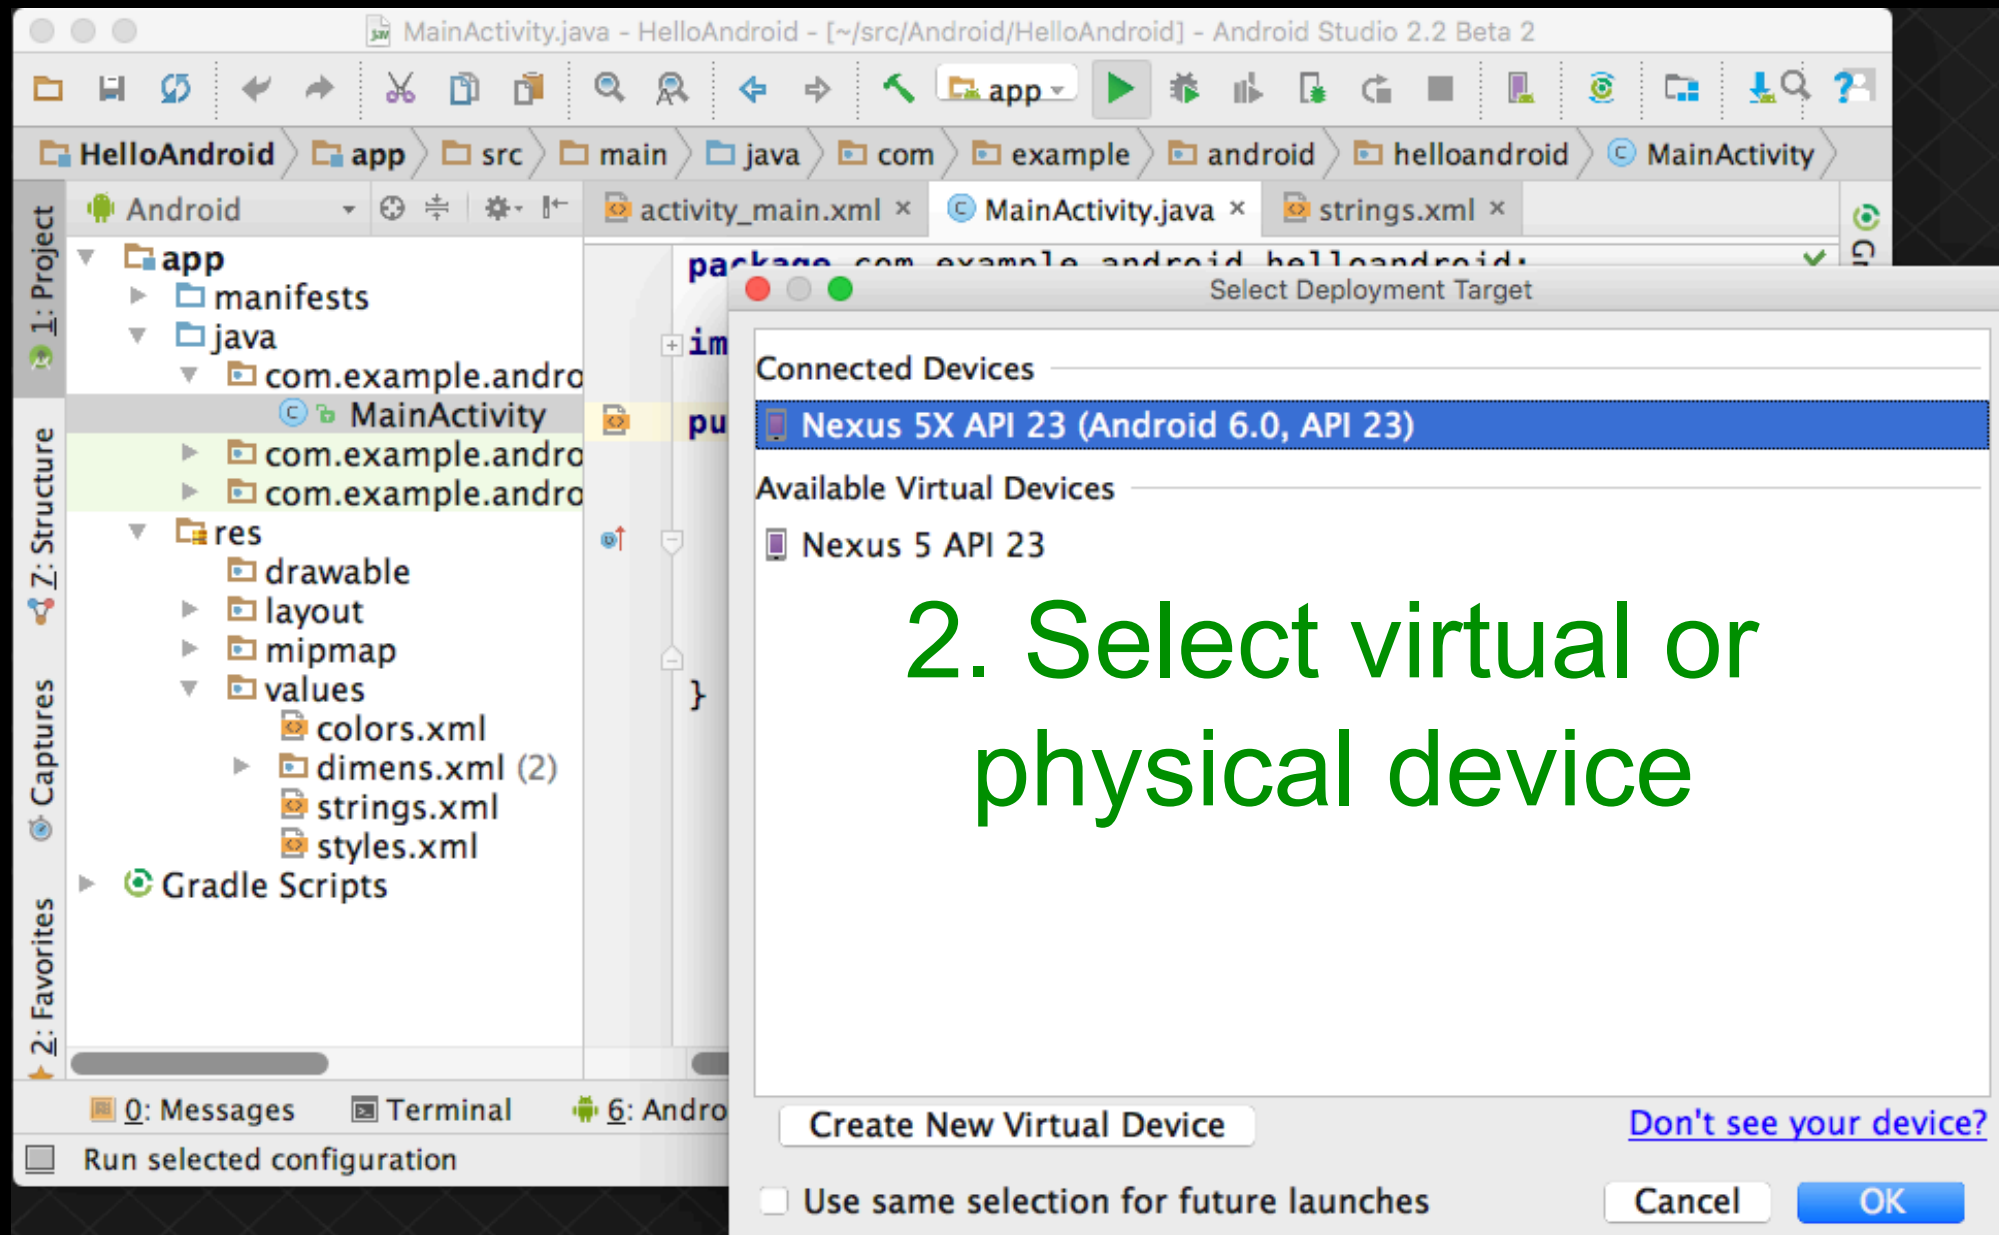 MainActivity.java - HelloAndroid - [~/src/Android/HelloAndroid] - Android Studio 2.2 Beta 2
app
HelloAndroid app src main java com example android helloandroid MainActivity
Android
activity_main.xml × MainActivity.java × strings.xml ×
1: Project
7: Structure
Captures
2: Favorites
app
manifests
java
com.example.andro
MainActivity
com.example.andro
com.example.andro
res
drawable
layout
mipmap
values
colors.xml
dimens.xml (2)
strings.xml
styles.xml
Gradle Scripts
package com.example.android.helloandroid;
im
pu
}
Gr
Select Deployment Target
Connected Devices
Nexus 5X API 23 (Android 6.0, API 23)
Available Virtual Devices
Nexus 5 API 23
2. Select virtual or
physical device
Create New Virtual Device
Don't see your device?
Use same selection for future launches
Cancel
OK
0: Messages Terminal 6: Andro
Run selected configuration